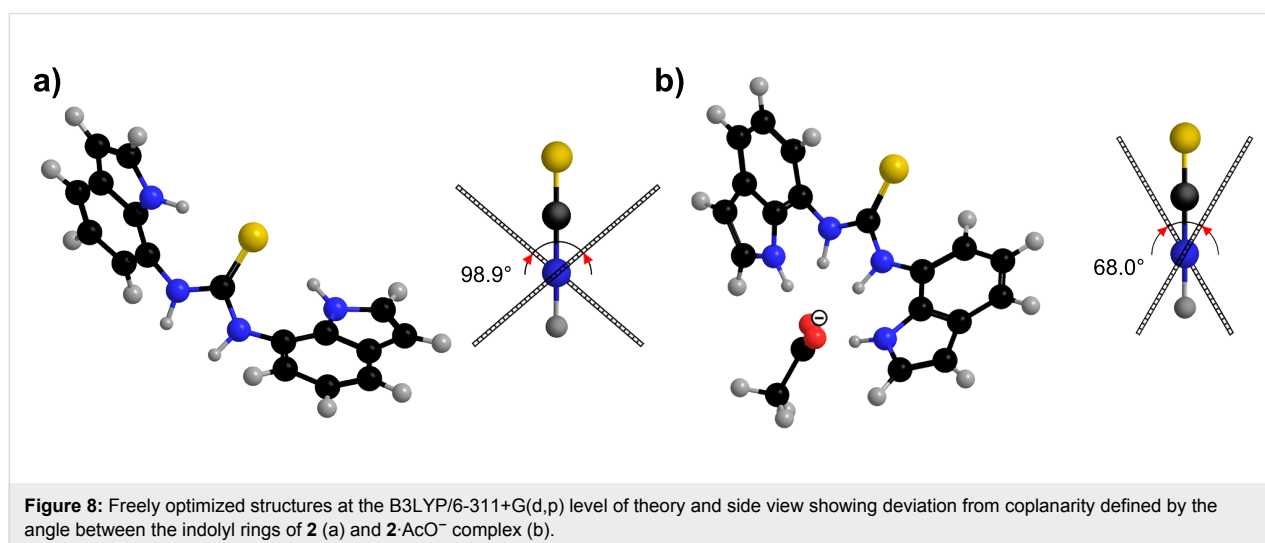 a)
b)
98.9°
68.0°
Figure 8: Freely optimized structures at the B3LYP/6-311+G(d,p) level of theory and side view showing deviation from coplanarity defined by the
angle between the indolyl rings of 2 (a) and 2·AcO⁻ complex (b).